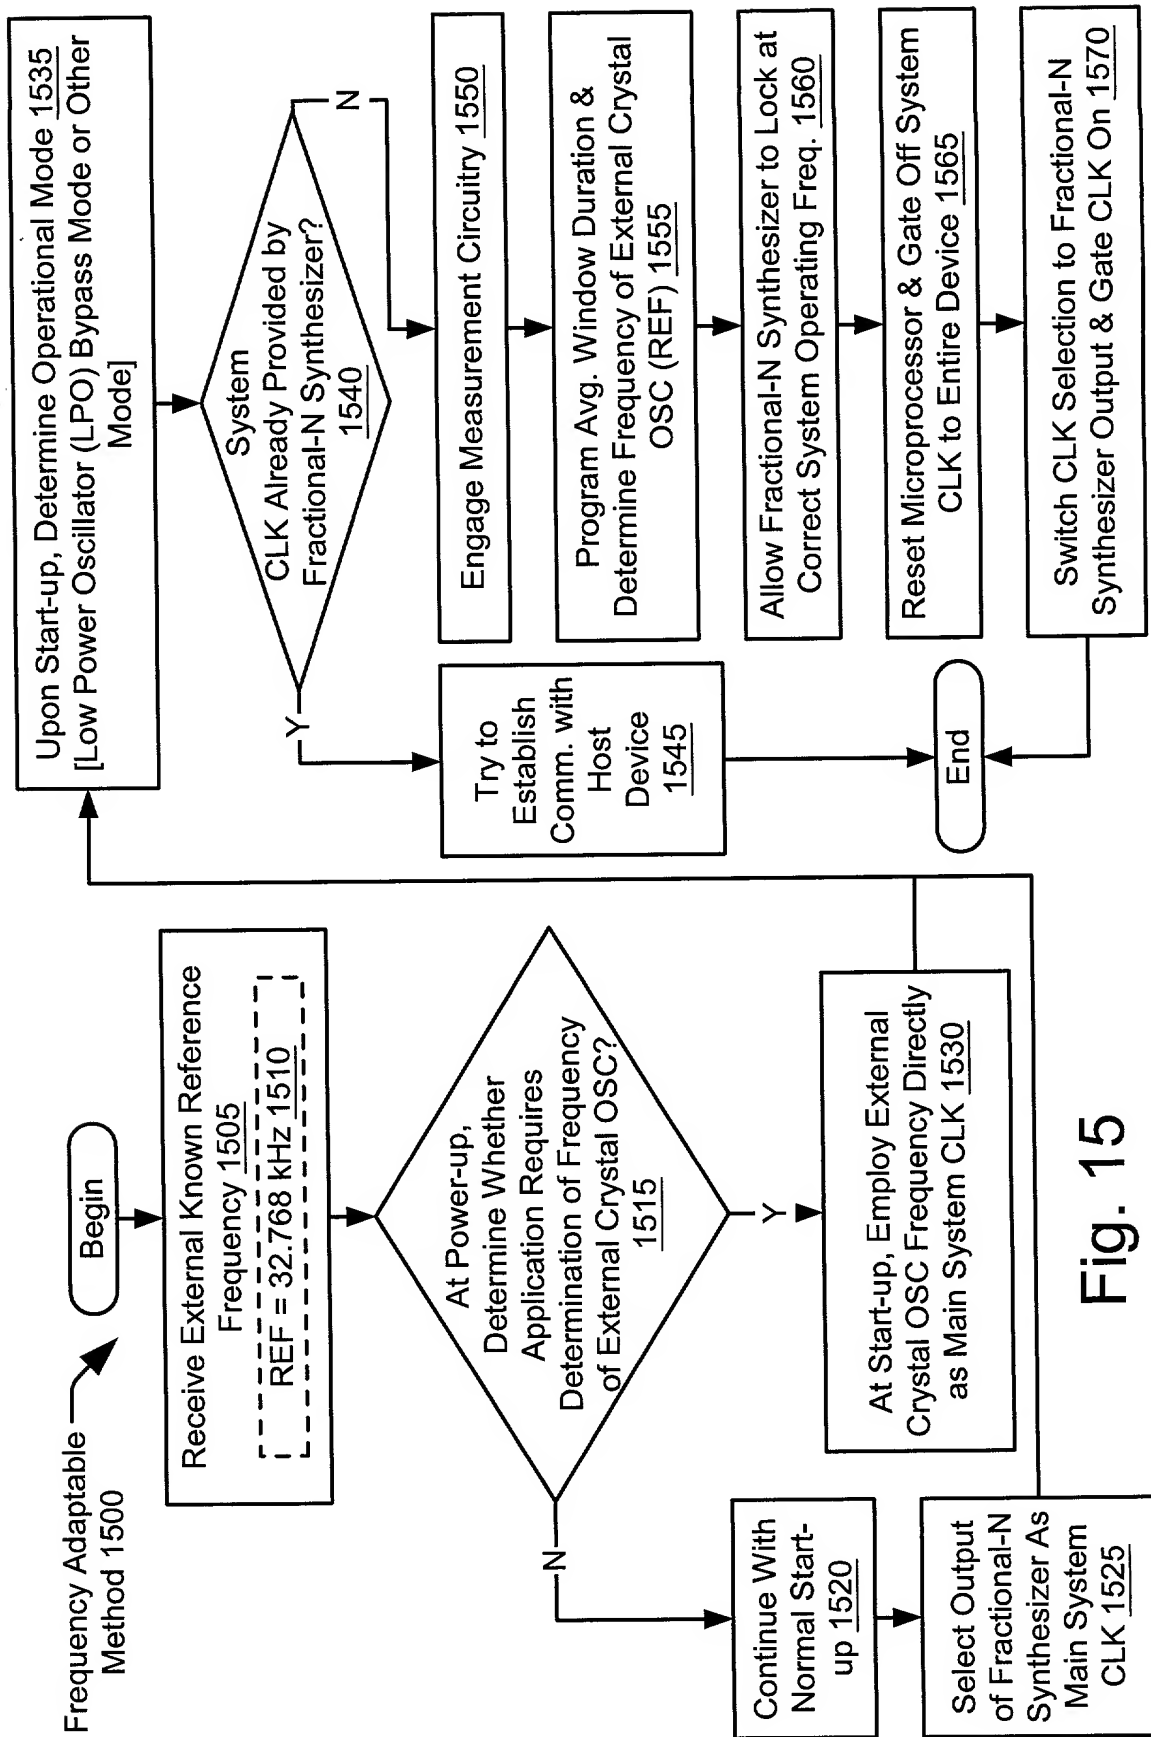 Frequency Adaptable
Method 1500
Begin
Receive External Known Reference
Frequency 1505
REF = 32.768 kHz 1510
At Power-up,
Determine Whether
Application Requires
Determination of Frequency
of External Crystal OSC?
1515
N
Y
Continue With
Normal Start-
up 1520
Select Output
of Fractional-N
Synthesizer As
Main System
CLK 1525
At Start-up, Employ External
Crystal OSC Frequency Directly
as Main System CLK 1530
Upon Start-up, Determine Operational Mode 1535
[Low Power Oscillator (LPO) Bypass Mode or Other
Mode]
System
CLK Already Provided by
Fractional-N Synthesizer?
1540
Y
N
Try to
Establish
Comm. with
Host
Device
1545
Engage Measurement Circuitry 1550
Program Avg. Window Duration &
Determine Frequency of External Crystal
OSC (REF) 1555
Allow Fractional-N Synthesizer to Lock at
Correct System Operating Freq. 1560
Reset Microprocessor & Gate Off System
CLK to Entire Device 1565
Switch CLK Selection to Fractional-N
Synthesizer Output & Gate CLK On 1570
End
Fig. 15